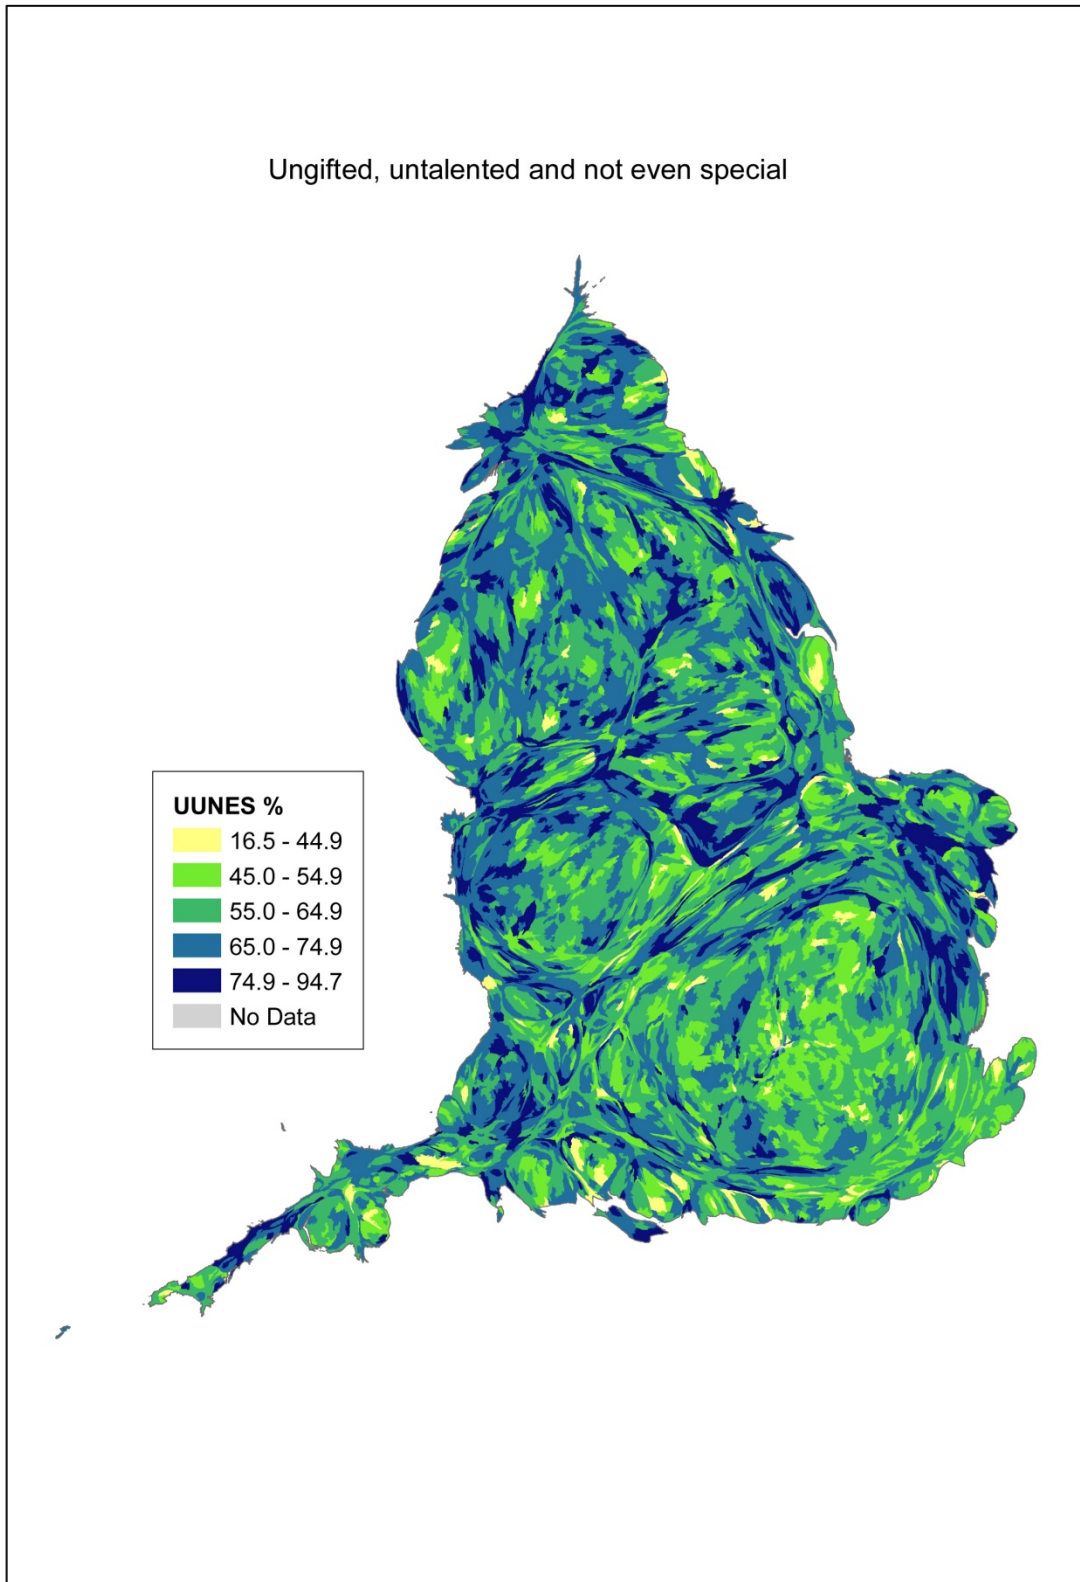 Ungifted, untalented and not even special
UUNES %
16.5 - 44.9
45.0 - 54.9
55.0 - 64.9
65.0 - 74.9
74.9 - 94.7
No Data